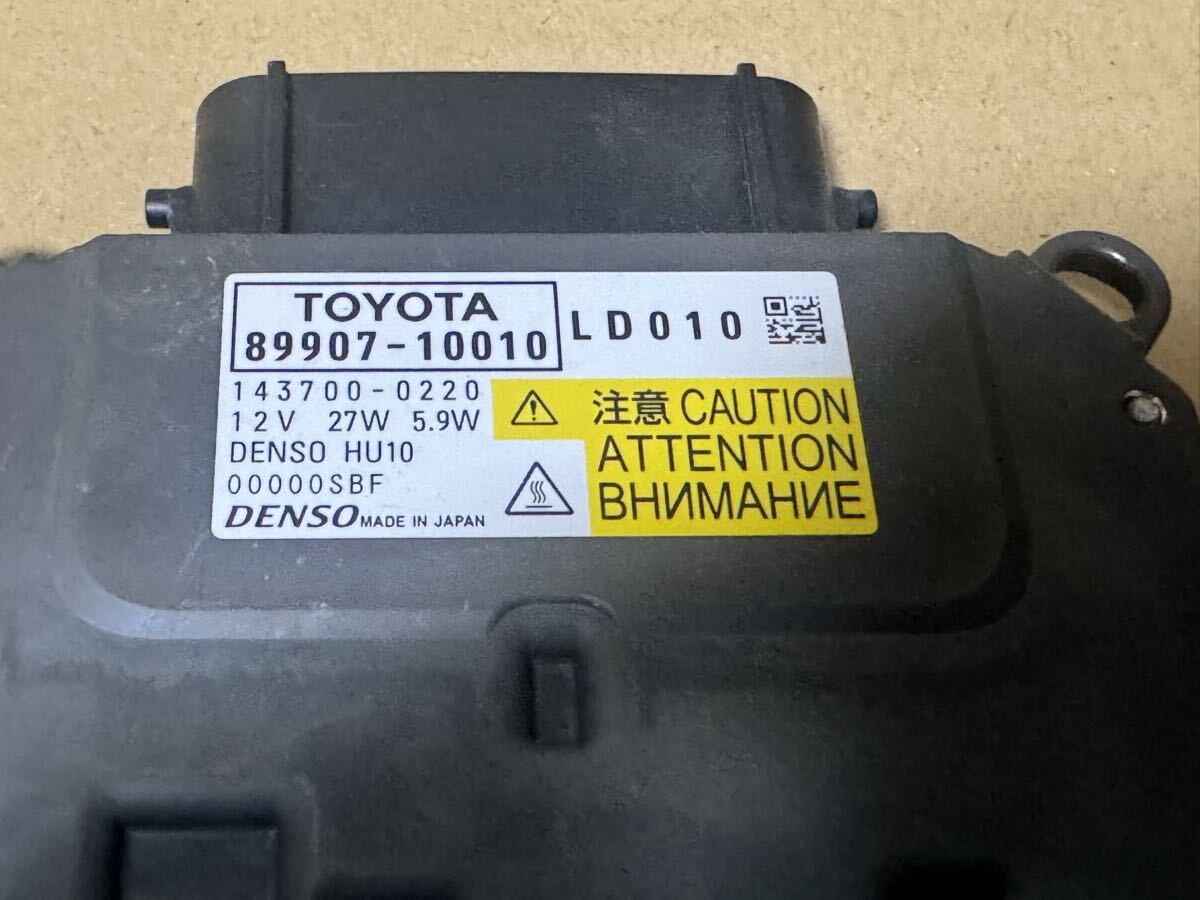 TOYOTA
89907-10010
LD010
143700-0220
12V 27W 5.9W
DENSO HU10
00000SBF
DENSO MADE IN JAPAN
注意 CAUTION
ATTENTION
ВНИМАНИЕ